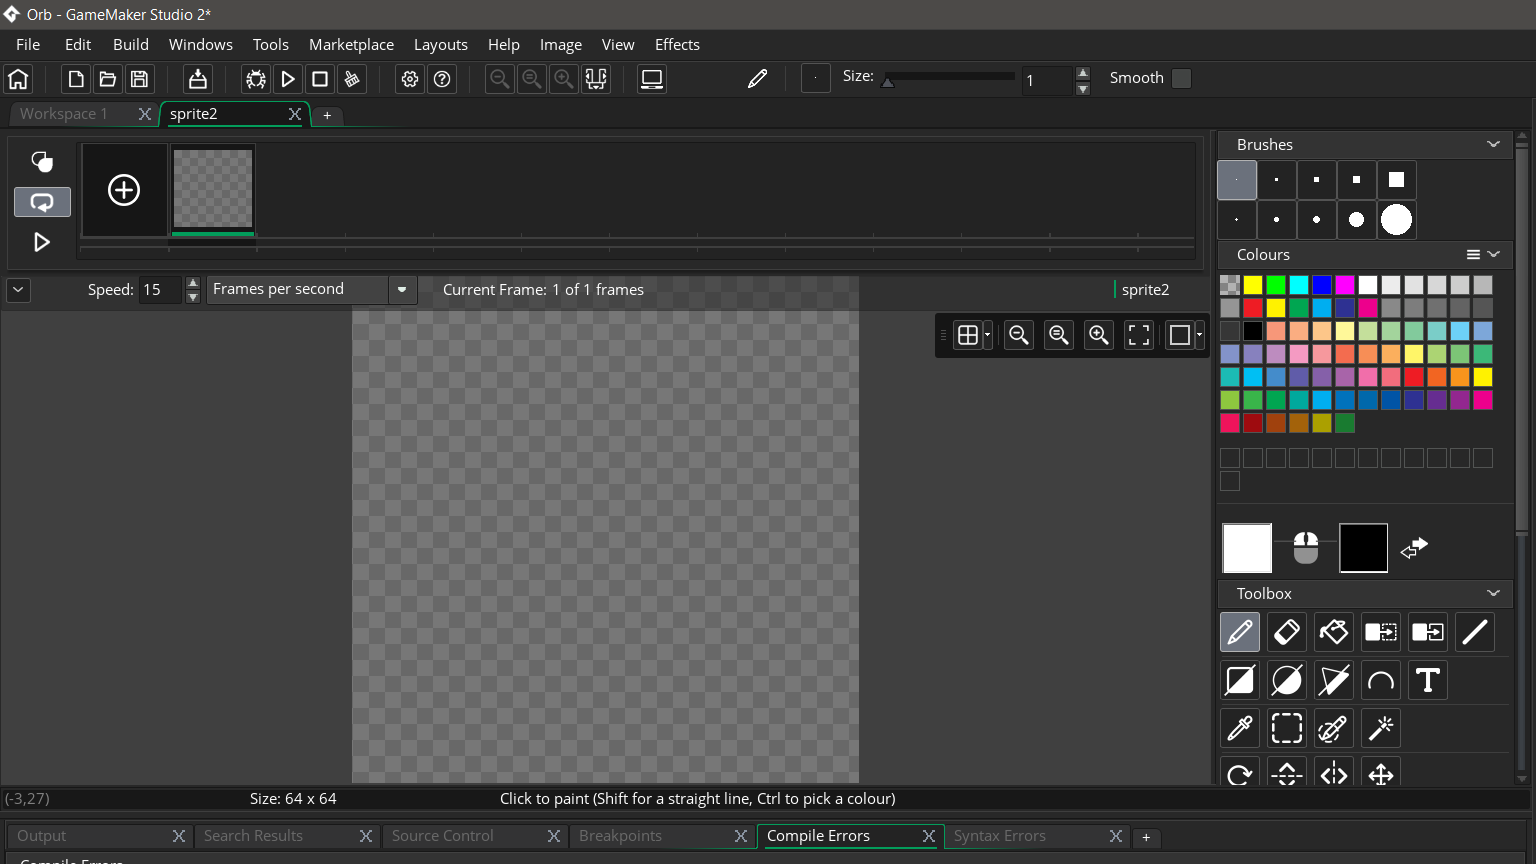 Orb - GameMaker Studio 2*
File Edit Build Windows Tools Marketplace Layouts Help Image View Effects
Size: 1 Smooth
Workspace 1 X sprite2 X +
Brushes
Colours
Speed: 15 Frames per second Current Frame: 1 of 1 frames sprite2
Toolbox
T
(-3,27) Size: 64 x 64 Click to paint (Shift for a straight line, Ctrl to pick a colour)
Output X Search Results X Source Control X Breakpoints X Compile Errors X Syntax Errors X +
Compile Errors